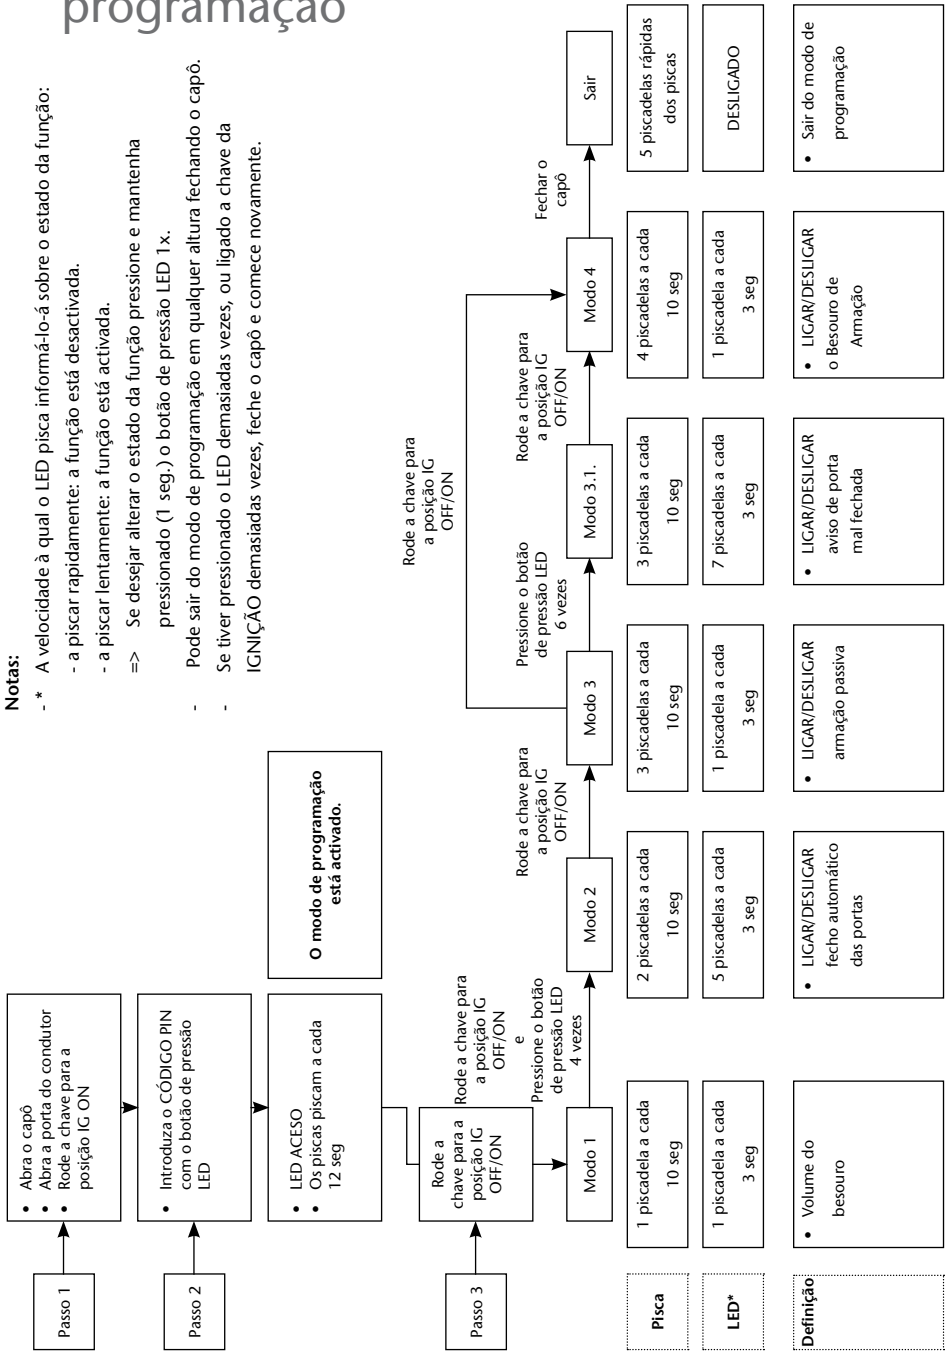 programação
Notas:
- * A velocidade à qual o LED pisca informá-lo-á sobre o estado da função:
- a piscar rapidamente: a função está desactivada.
- a piscar lentamente: a função está activada.
=> Se desejar alterar o estado da função pressione e mantenha
pressionado (1 seg.) o botão de pressão LED 1x.
- Pode sair do modo de programação em qualquer altura fechando o capô.
- Se tiver pressionado o LED demasiadas vezes, ou ligado a chave da
IGNIÇÃO demasiadas vezes, feche o capô e comece novamente.
Passo 1
• Abra o capô
• Abra a porta do condutor
• Rode a chave para a
posição IG ON
Passo 2
• Introduza o CÓDIGO PIN
com o botão de pressão
LED
• LED ACESO
• Os piscas piscam a cada
12 seg
O modo de programação
está activado.
Passo 3
Rode a
chave para a
posição IG
OFF/ON
Modo 1
Rode a chave para
a posição IG
OFF/ON
e
Pressione o botão
de pressão LED
4 vezes
Modo 2
Rode a chave para
a posição IG
OFF/ON
Modo 3
Rode a chave para
a posição IG
OFF/ON
Pressione o botão
de pressão LED
6 vezes
Modo 3.1.
Rode a chave para
a posição IG
OFF/ON
Modo 4
Fechar o
capô
Sair
Pisca
1 piscadela a cada
10 seg
2 piscadelas a cada
10 seg
3 piscadelas a cada
10 seg
3 piscadelas a cada
10 seg
4 piscadelas a cada
10 seg
5 piscadelas rápidas
dos piscas
LED*
1 piscadela a cada
3 seg
5 piscadelas a cada
3 seg
1 piscadela a cada
3 seg
7 piscadelas a cada
3 seg
1 piscadela a cada
3 seg
DESLIGADO
Definição
• Volume do
besouro
• LIGAR/DESLIGAR
fecho automático
das portas
• LIGAR/DESLIGAR
armação passiva
• LIGAR/DESLIGAR
aviso de porta
mal fechada
• LIGAR/DESLIGAR
o Besouro de
Armação
• Sair do modo de
programação